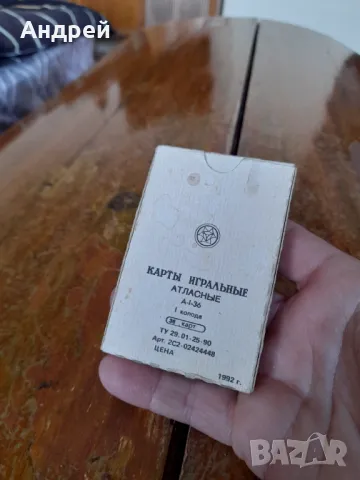 Андрей
КАРТЫ ИГРАЛЬНЫЕ
АТЛАСНЫЕ
А-I-36
1 колода
36 карт
ТУ 29.01-25-90
Арт. 2С2-02424448
ЦЕНА
1992 г.
BAZAR